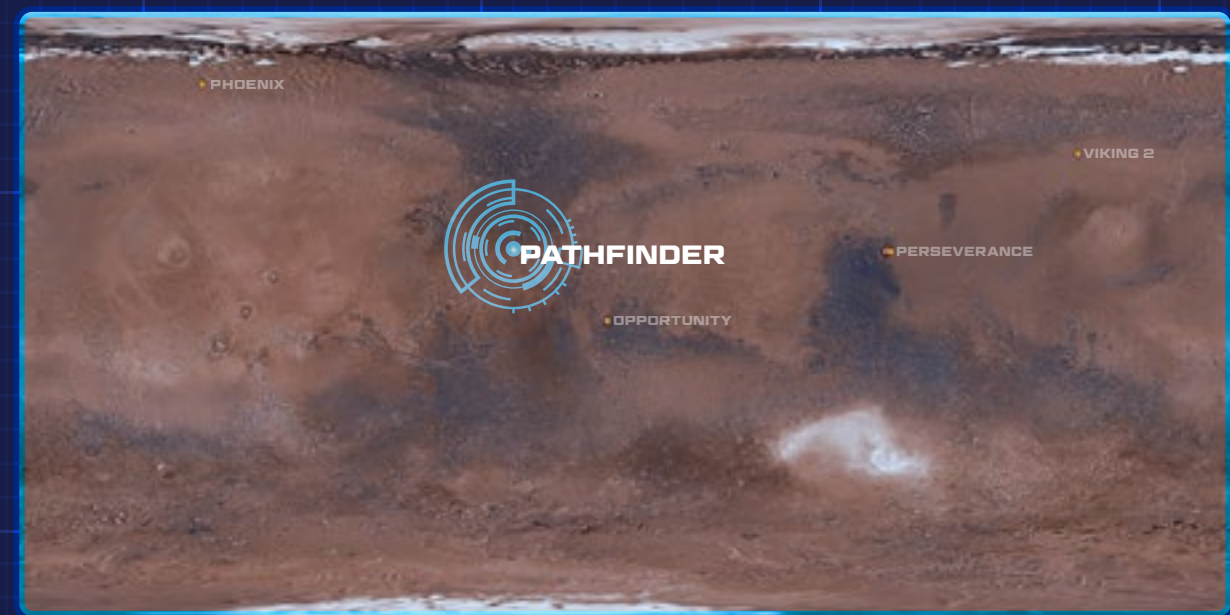 PHOENIX
VIKING 2
PATHFINDER
PERSEVERANCE
OPPORTUNITY